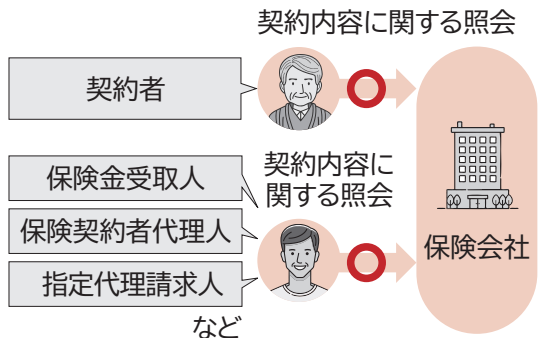 契約内容に関する照会
契約者
保険金受取人
契約内容に
関する照会
保険契約者代理人
指定代理請求人
など
保険会社